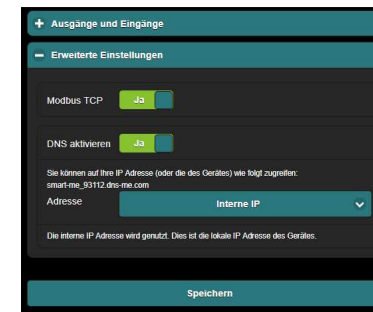 Ausgänge und Eingänge
Erweiterte Einstellungen
Modbus TCP Ja
DNS aktivieren Ja
Sie können auf Ihre IP Adresse (oder die des Gerätes) wie folgt zugreifen:
smart-me_93112.dns-me.com
Adresse Interne IP
Die interne IP Adresse wird genutzt. Dies ist die lokale IP Adresse des Gerätes.
Speichern